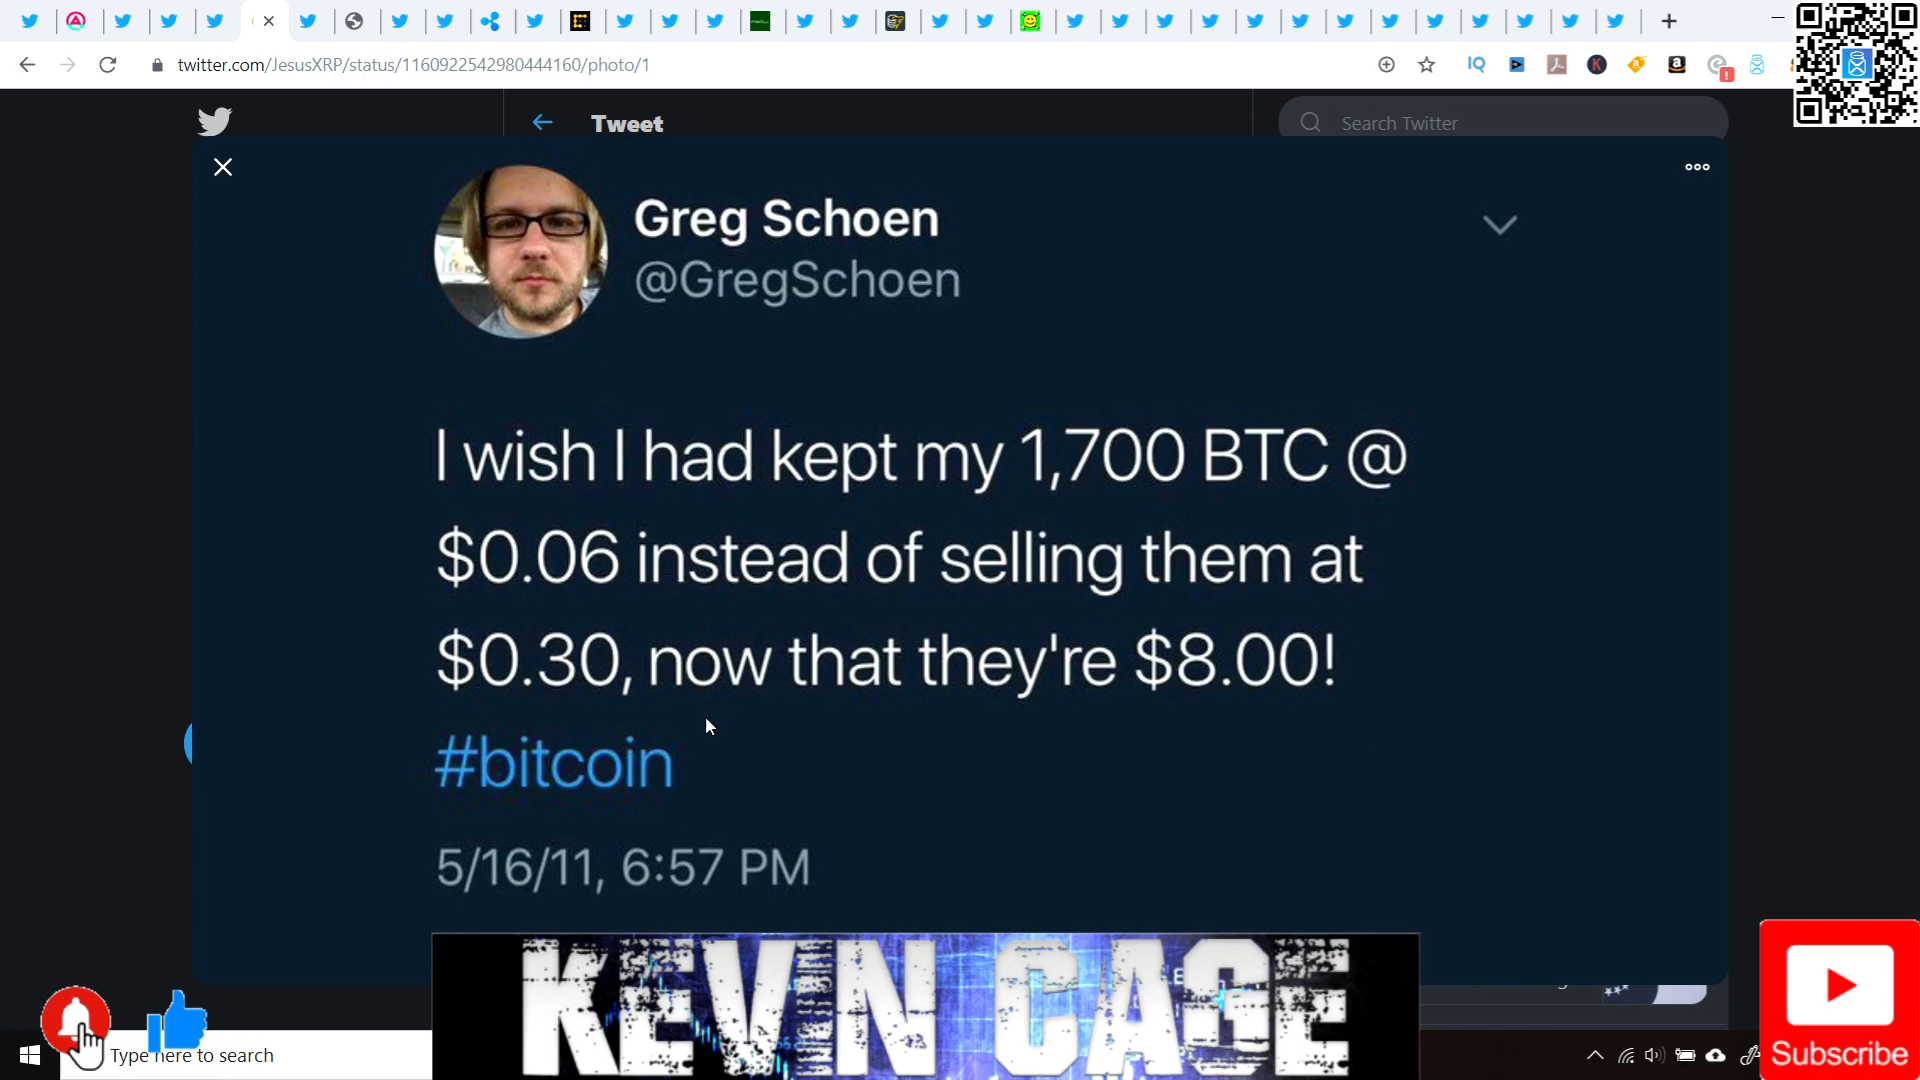 twitter.com/JesusXRP/status/1160922542980444160/photo/1
IQ
Tweet
Search Twitter
Greg Schoen
@GregSchoen
I wish I had kept my 1,700 BTC @
$0.06 instead of selling them at
$0.30, now that they're $8.00!
#bitcoin
5/16/11, 6:57 PM
KEVIN CAGE
Type here to search
Subscribe